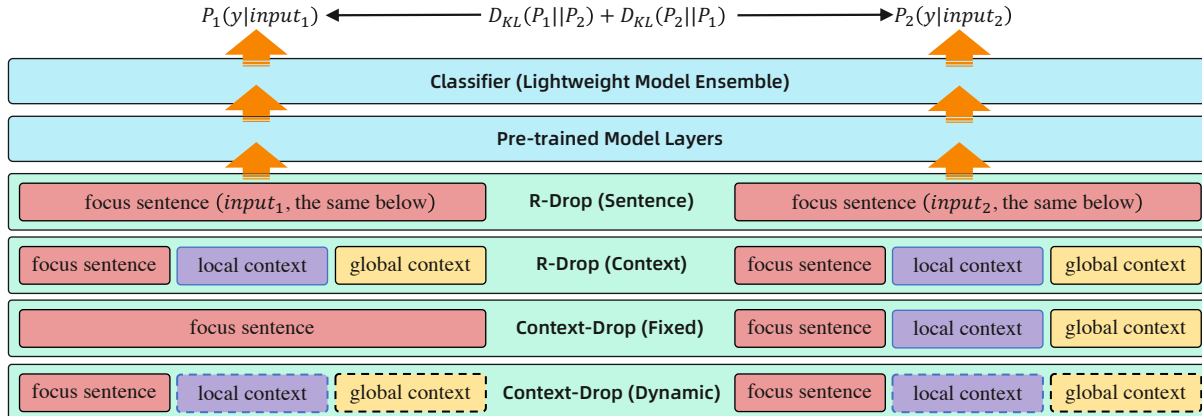 P₁(y|input₁) D_KL(P₁||P₂) + D_KL(P₂||P₁) P₂(y|input₂)
Classifier (Lightweight Model Ensemble)
Pre-trained Model Layers
focus sentence (input₁, the same below) R-Drop (Sentence) focus sentence (input₂, the same below)
focus sentence local context global context R-Drop (Context) focus sentence local context global context
focus sentence Context-Drop (Fixed) focus sentence local context global context
focus sentence local context global context Context-Drop (Dynamic) focus sentence local context global context